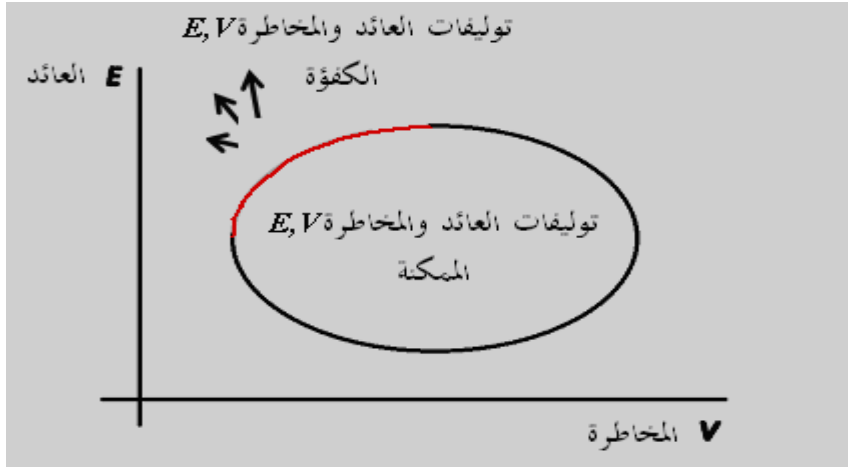 توليفات العائد والمخاطرة E,V
الكفؤة
E العائد
توليفات العائد والمخاطرة E,V
الممكنة
V المخاطرة